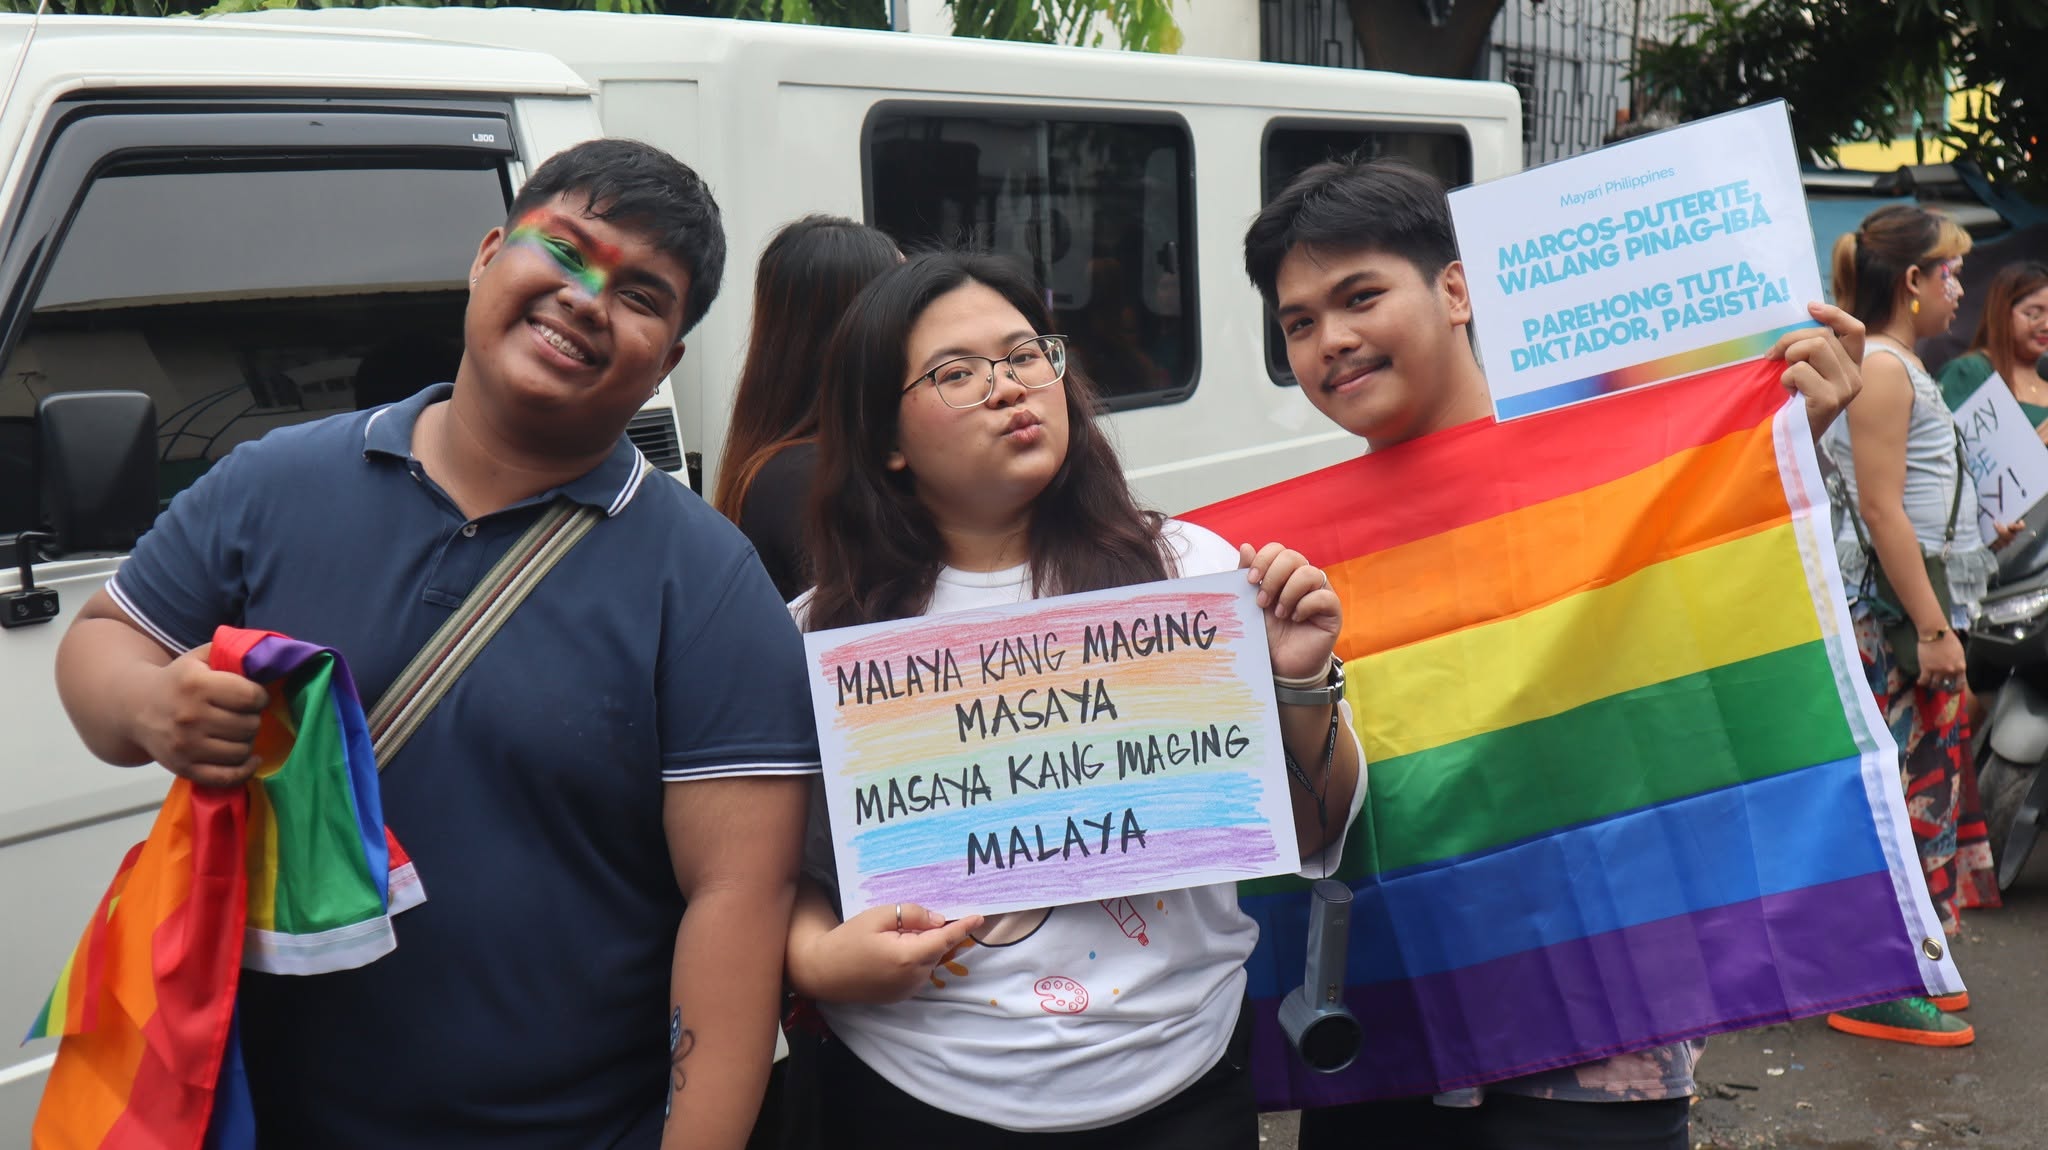 L300
Mayari Philippines
MARCOS-DUTERTE,
WALANG PINAG-IBA
PAREHONG TUTA,
DIKTADOR, PASISTA!
MALAYA KANG MAGING
MASAYA
MASAYA KANG MAGING
MALAYA